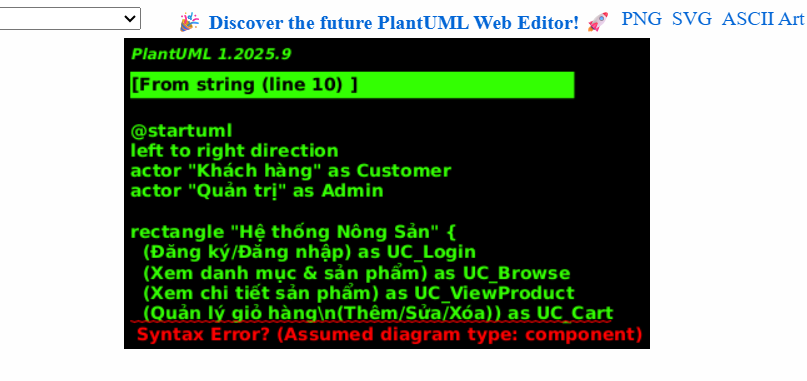 🎉 Discover the future PlantUML Web Editor! 🚀 PNG SVG ASCII Art
PlantUML 1.2025.9
[From string (line 10) ]
@startuml
left to right direction
actor "Khách hàng" as Customer
actor "Quản trị" as Admin
rectangle "Hệ thống Nông Sản" {
(Đăng ký/Đăng nhập) as UC_Login
(Xem danh mục & sản phẩm) as UC_Browse
(Xem chi tiết sản phẩm) as UC_ViewProduct
(Quản lý giỏ hàng\n(Thêm/Sửa/Xóa)) as UC_Cart
Syntax Error? (Assumed diagram type: component)